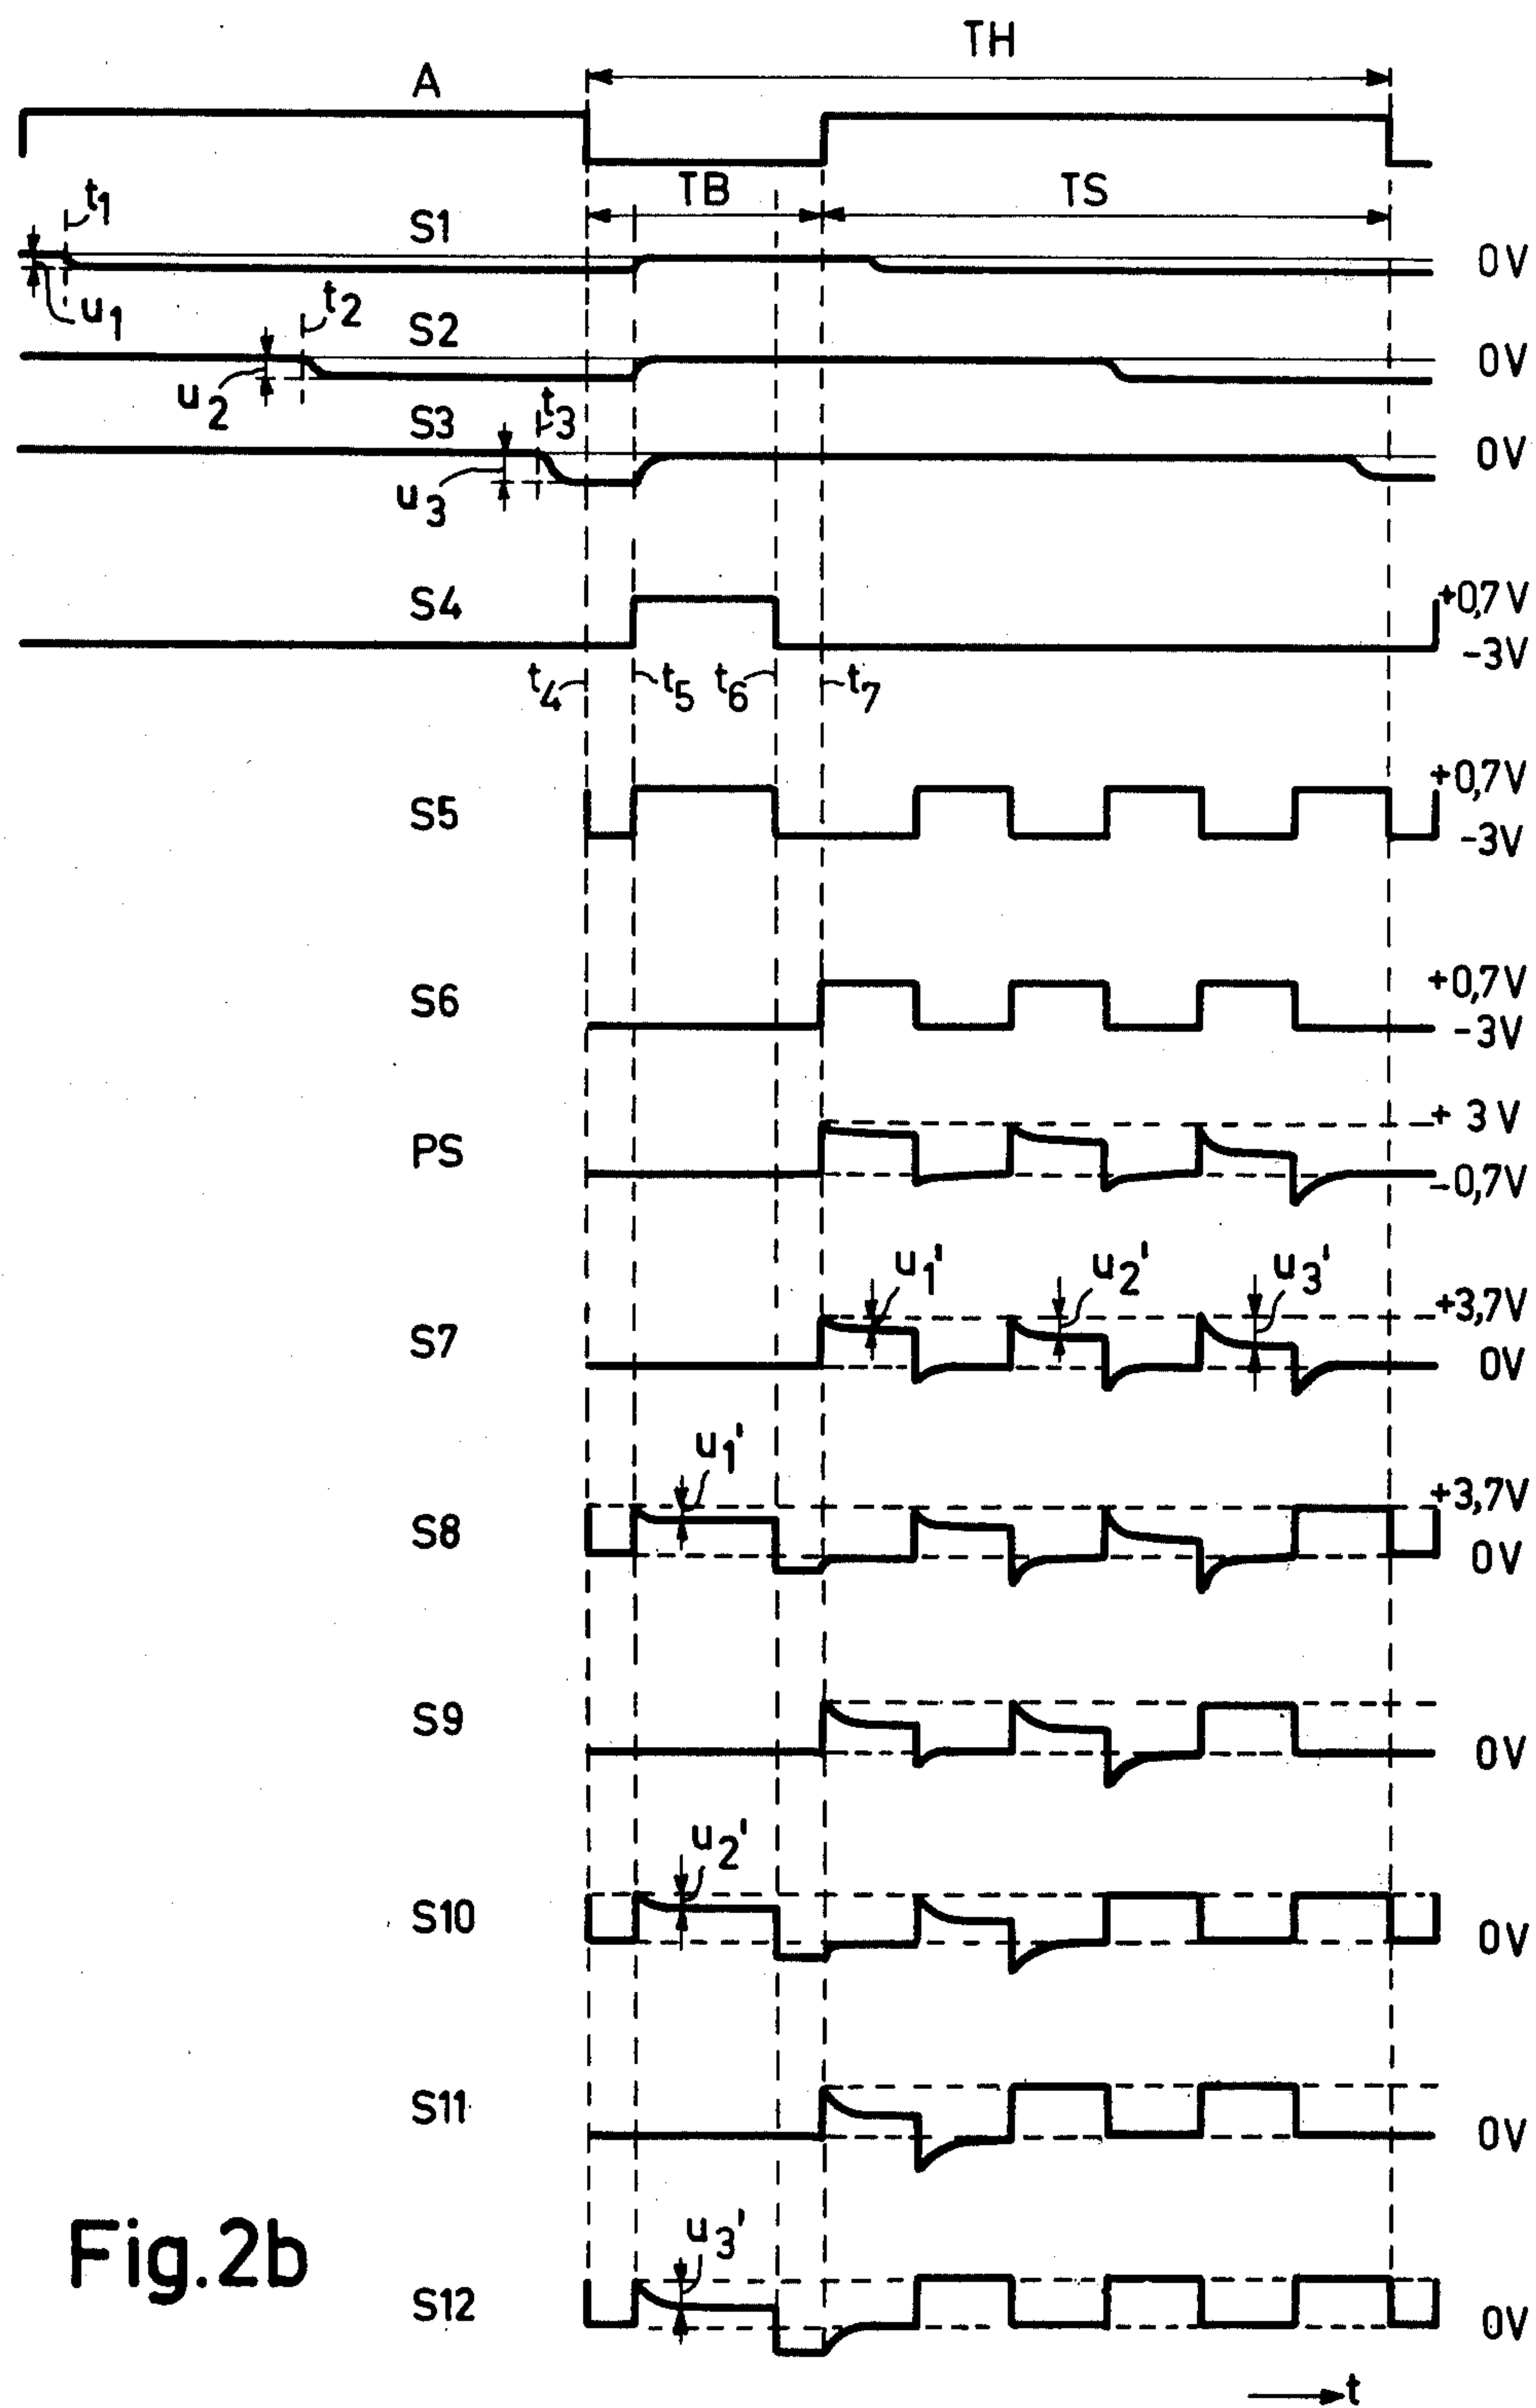 TH
A
TB TS
t1
S1 0V
u1
t2
S2 0V
u2
t3
S3 0V
u3
S4 +0,7V
-3V
t4 t5 t6 t7
S5 +0,7V
-3V
S6 +0,7V
-3V
PS + 3V
-0,7V
u1' u2' u3'
S7 +3,7V
0V
u1'
S8 +3,7V
0V
S9 0V
u2'
S10 0V
S11 0V
u3'
S12 0V
Fig.2b
t